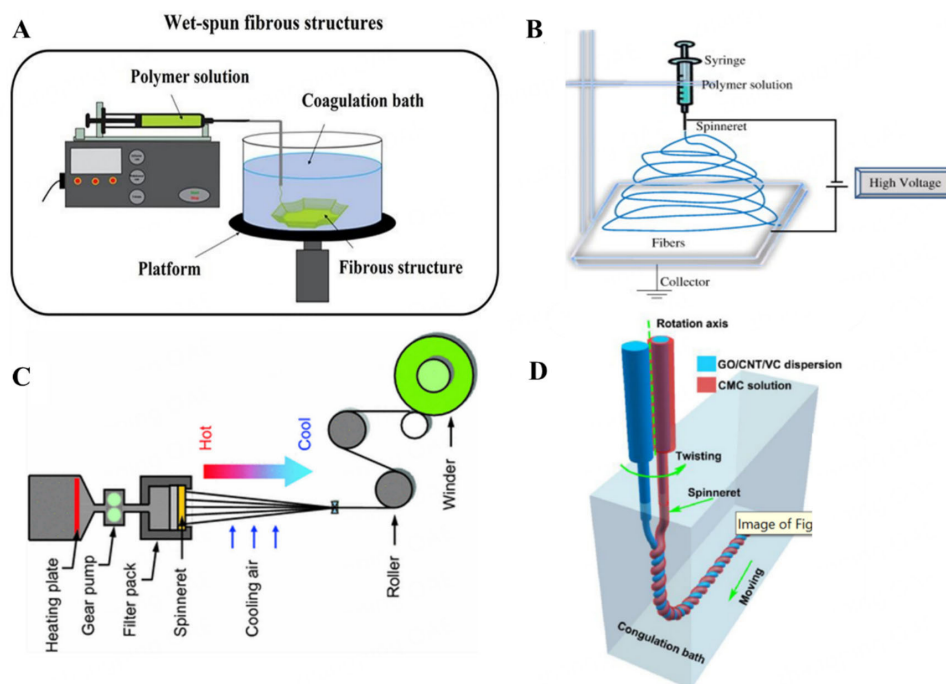 A
Wet-spun fibrous structures
Polymer solution
Coagulation bath
Platform
Fibrous structure
B
Syringe
Polymer solution
Spinneret
High Voltage
Fibers
Collector
C
Hot
Cool
Heating plate
Gear pump
Filter pack
Spinneret
Cooling air
Roller
Winder
D
Rotation axis
GO/CNT/VC dispersion
CMC solution
Twisting
Spinneret
Image of Fig
Moving
Congulation bath